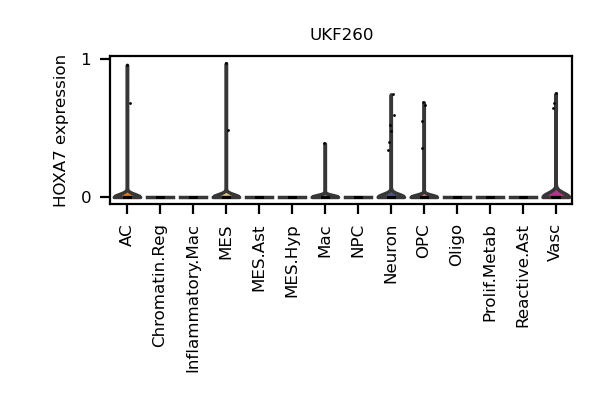 UKF260
HOXA7 expression
1
0
AC
Chromatin.Reg
Inflammatory.Mac
MES
MES.Ast
MES.Hyp
Mac
NPC
Neuron
OPC
Oligo
Prolif.Metab
Reactive.Ast
Vasc